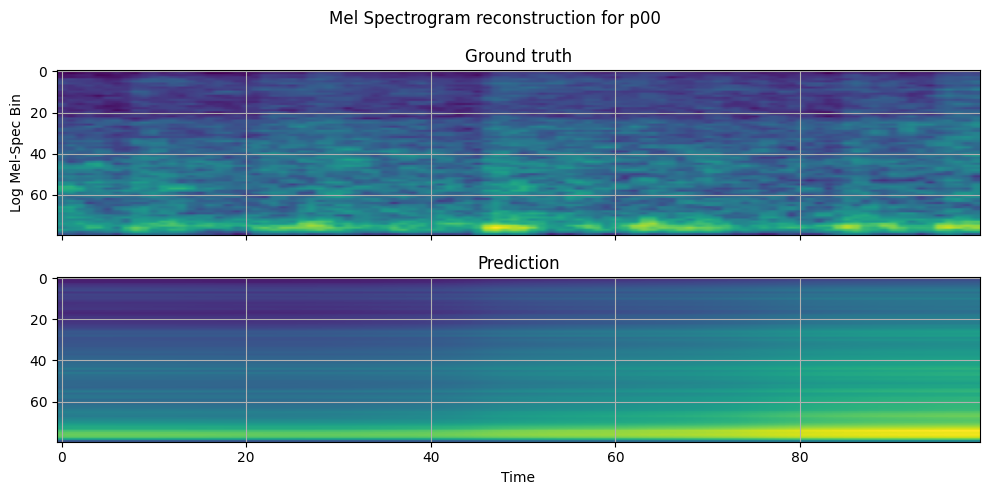 Mel Spectrogram reconstruction for p00
Ground truth
0
20
40
60
Log Mel-Spec Bin
Prediction
0
20
40
60
0 20 40 60 80
Time